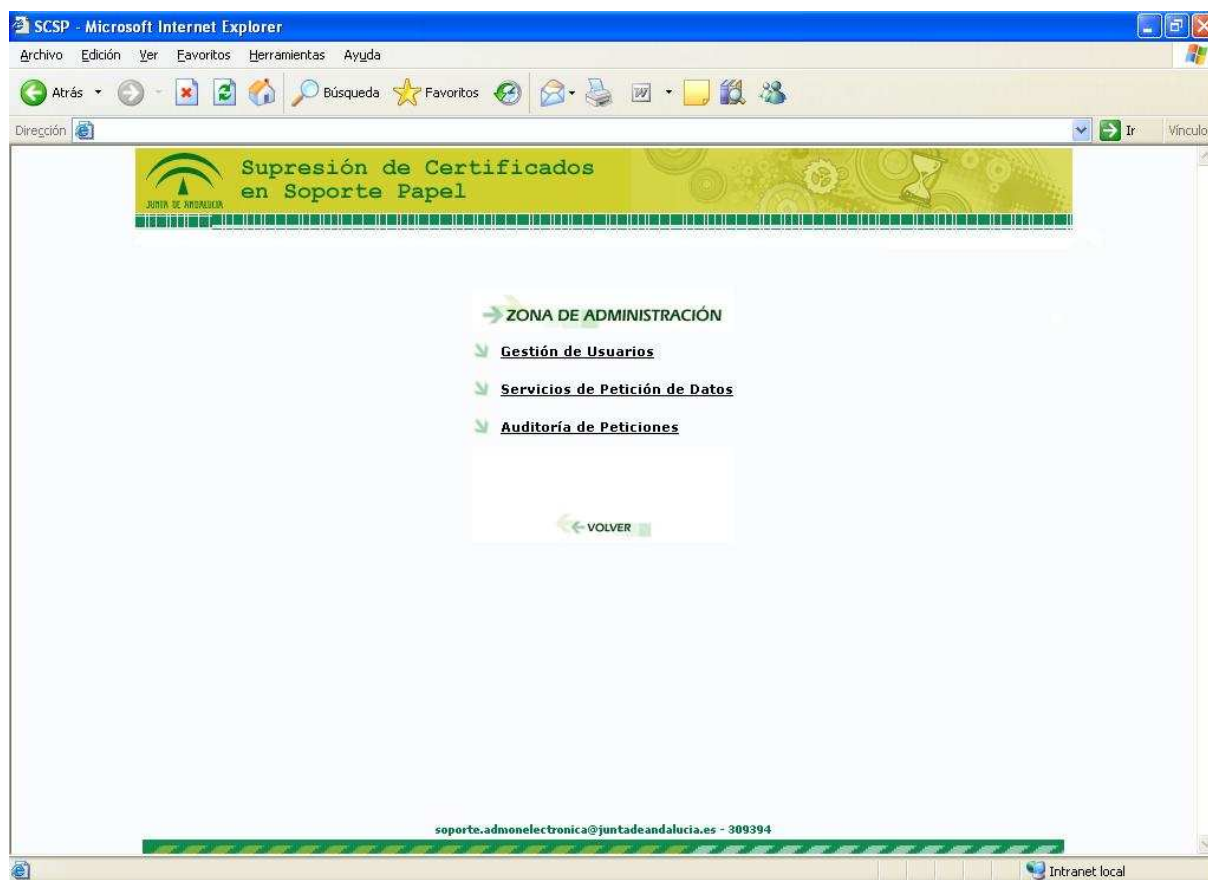 SCSP - Microsoft Internet Explorer
Archivo Edición Ver Favoritos Herramientas Ayuda
Atrás Búsqueda Favoritos
Dirección Ir Vínculo
Supresión de Certificados
en Soporte Papel
JUNTA DE ANDALUCIA
ZONA DE ADMINISTRACIÓN
Gestión de Usuarios
Servicios de Petición de Datos
Auditoría de Peticiones
VOLVER
soporte.admonelectronica@juntadeandalucia.es - 309394
Intranet local